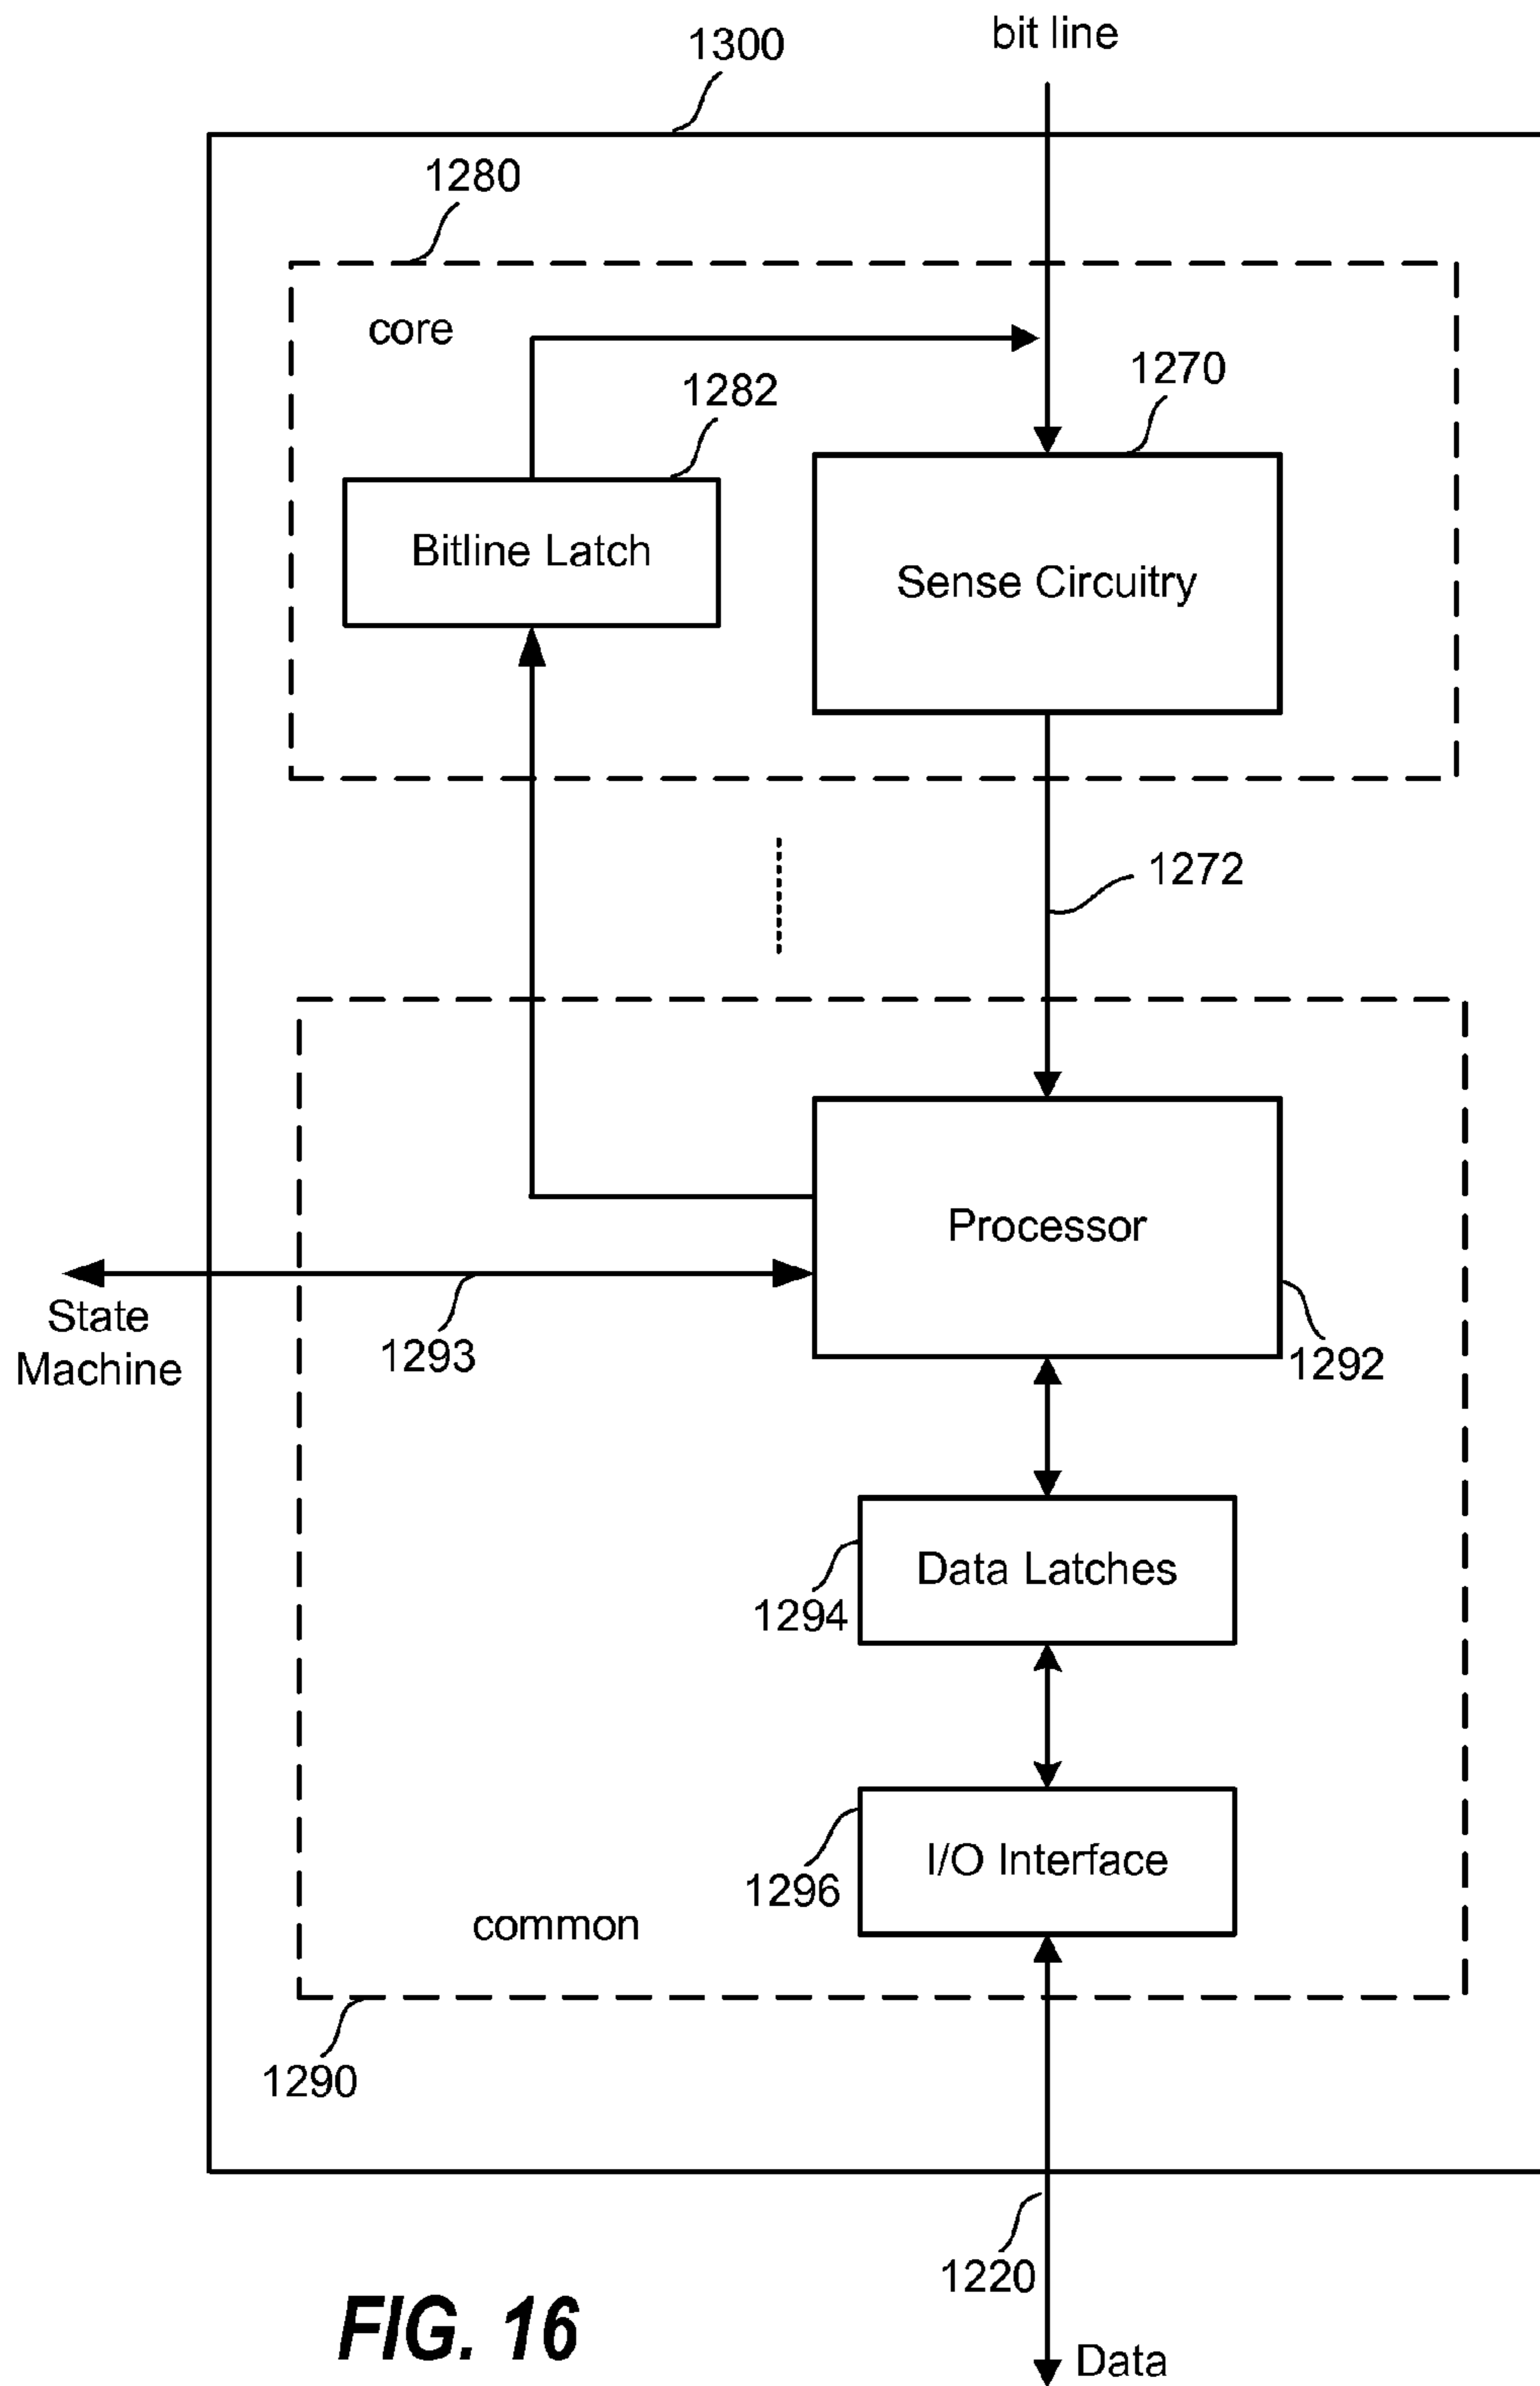 bit line
1300
1280
core
1282
1270
Bitline Latch
Sense Circuitry
1272
Processor
State
Machine
1293
1292
Data Latches
1294
I/O Interface
1296
common
1290
1220
FIG. 16
Data